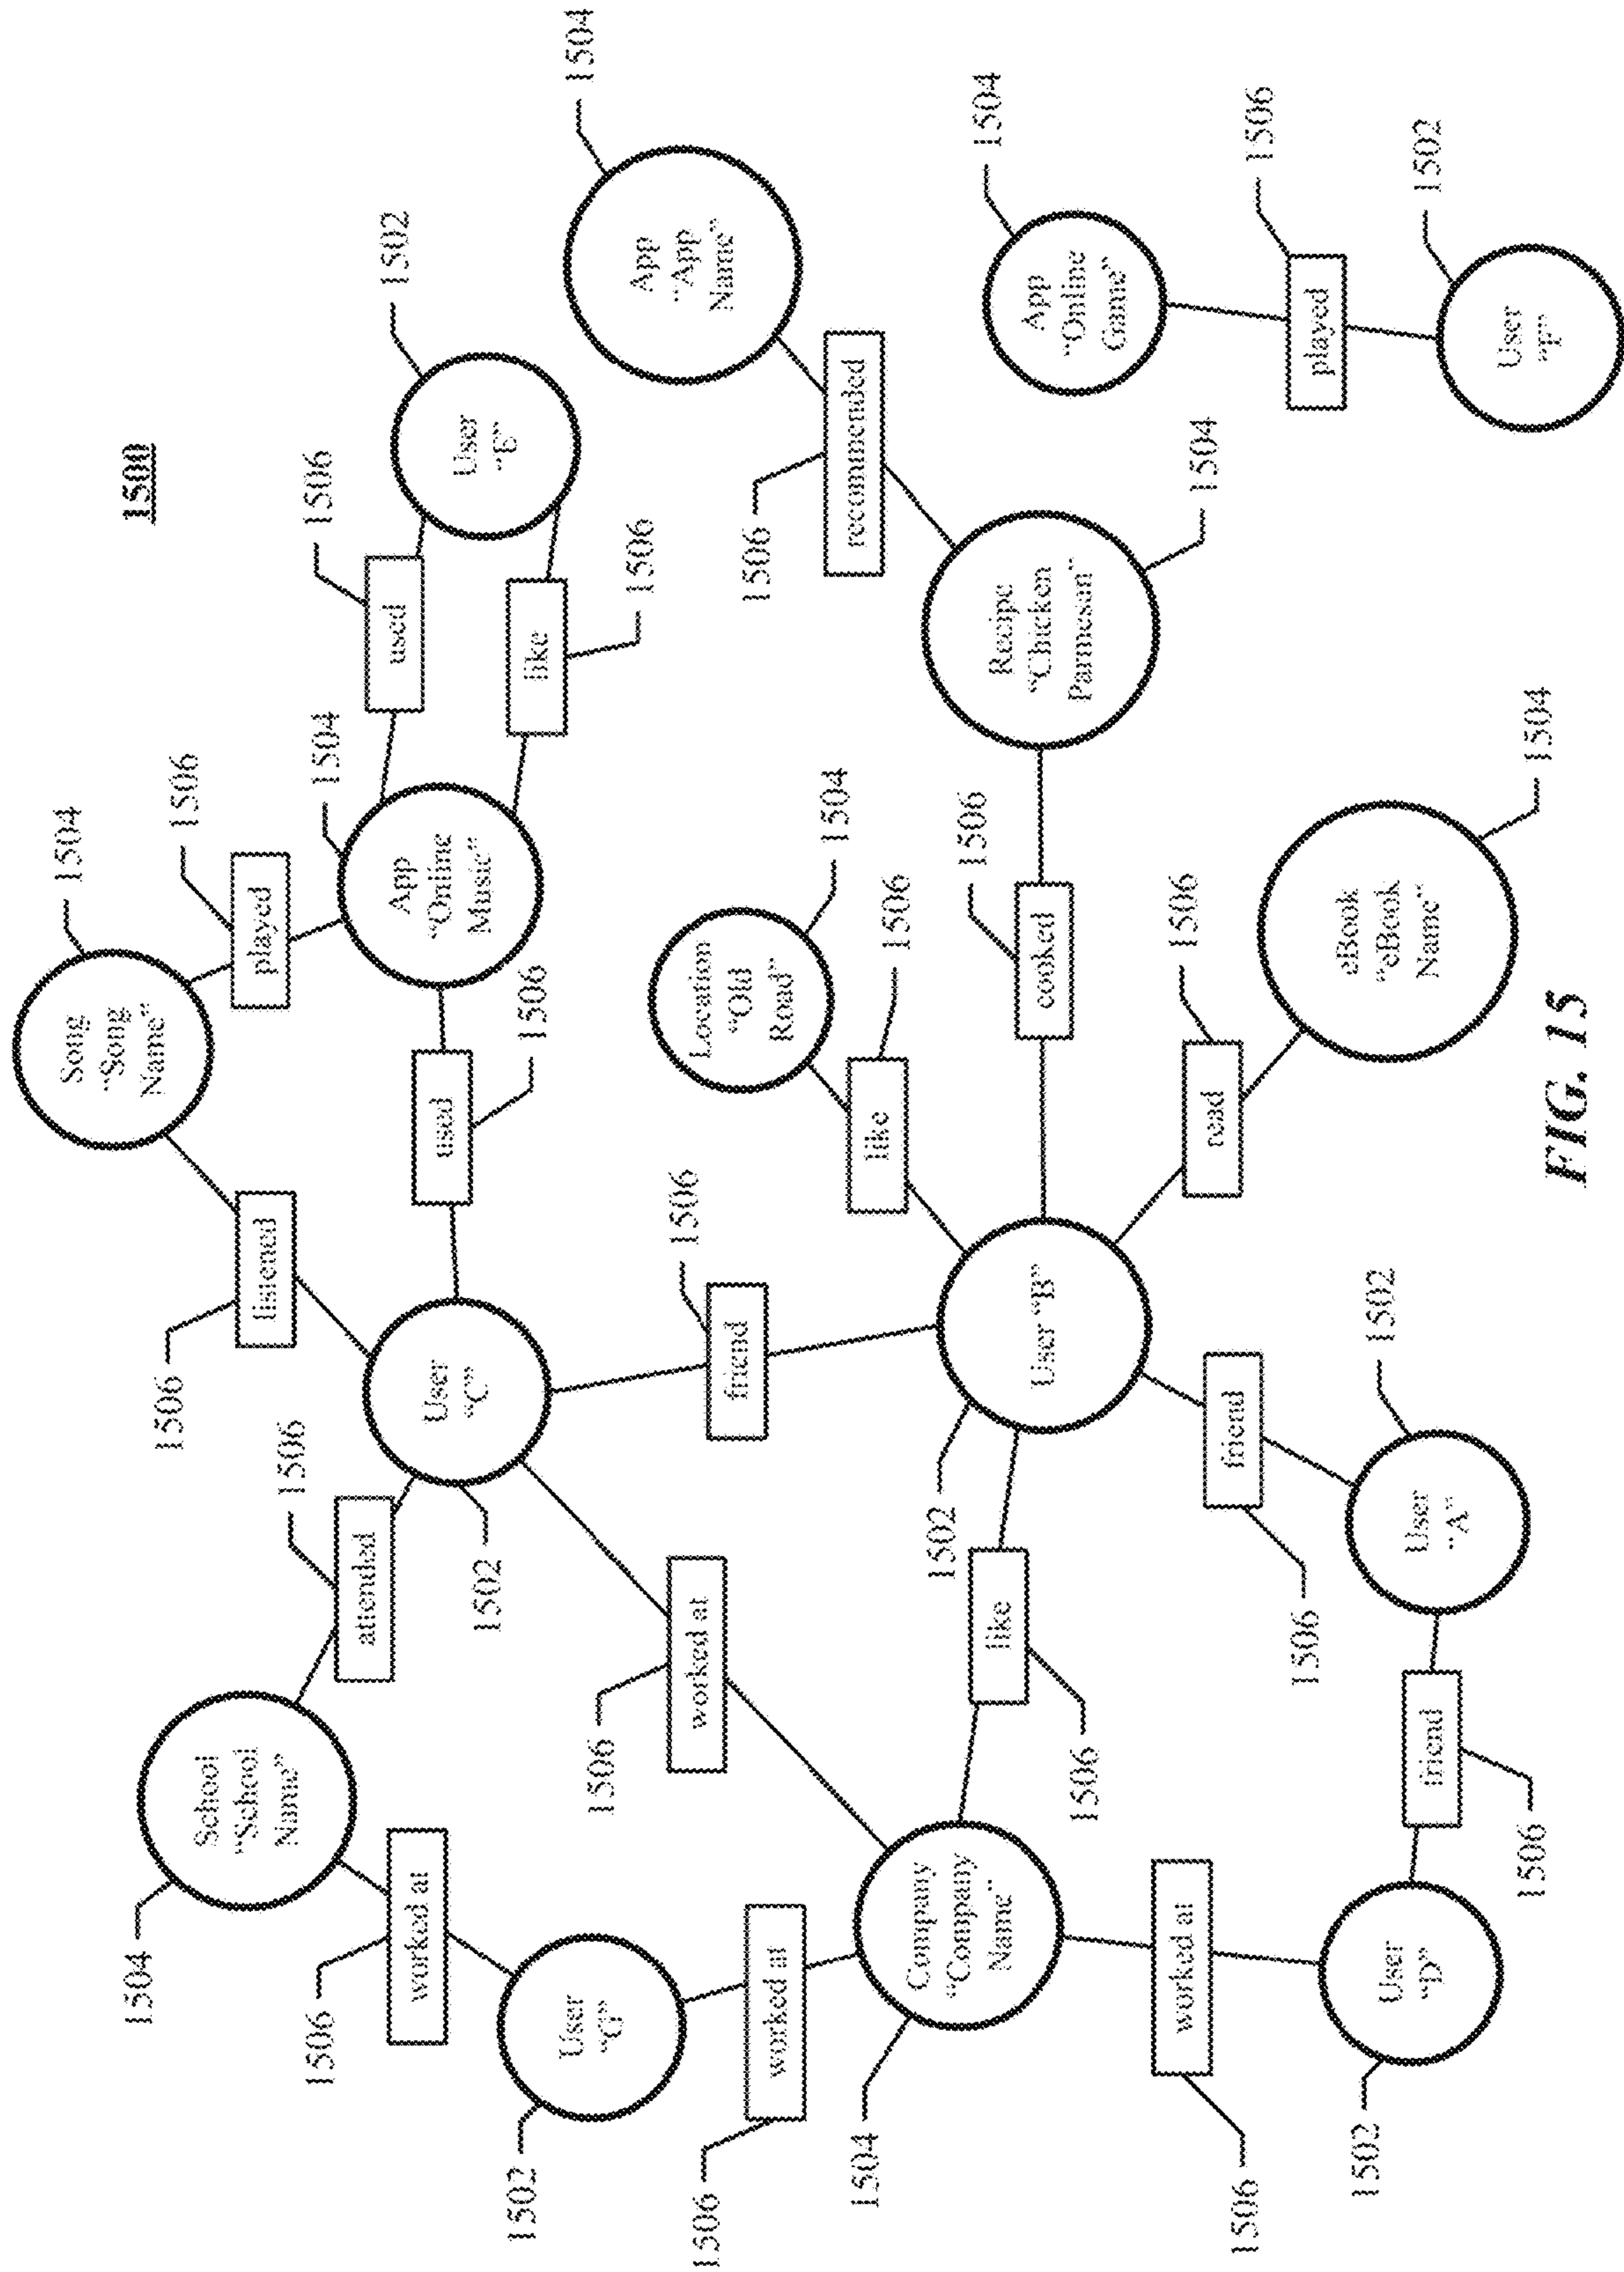 1504
1500
Song
“Song
Name”
1504
1506
1506
School
“School
Name”
listened
played
1506
1506
1506
1504
attended
used
1502
worked at
User
“C”
used
App
“Online
Music”
User
“E”
1502
1502
1506
like
User
“G”
1504
1506
1506
App
“App
Name”
1506
worked at
1506
Location
“Old
Road”
friend
1506
worked at
1504
recommended
1504
like
1506
Company
“Company
Name”
1502
1506
1504
like
User “B”
cooked
Recipe
“Chicken
Parmesan”
App
“Online
Game”
1506
worked at
1506
1504
read
friend
1506
1506
1506
played
eBook
“eBook
Name”
1502
1502
User
“D”
User
“A”
1502
friend
User
“F”
1506
1504
FIG. 15